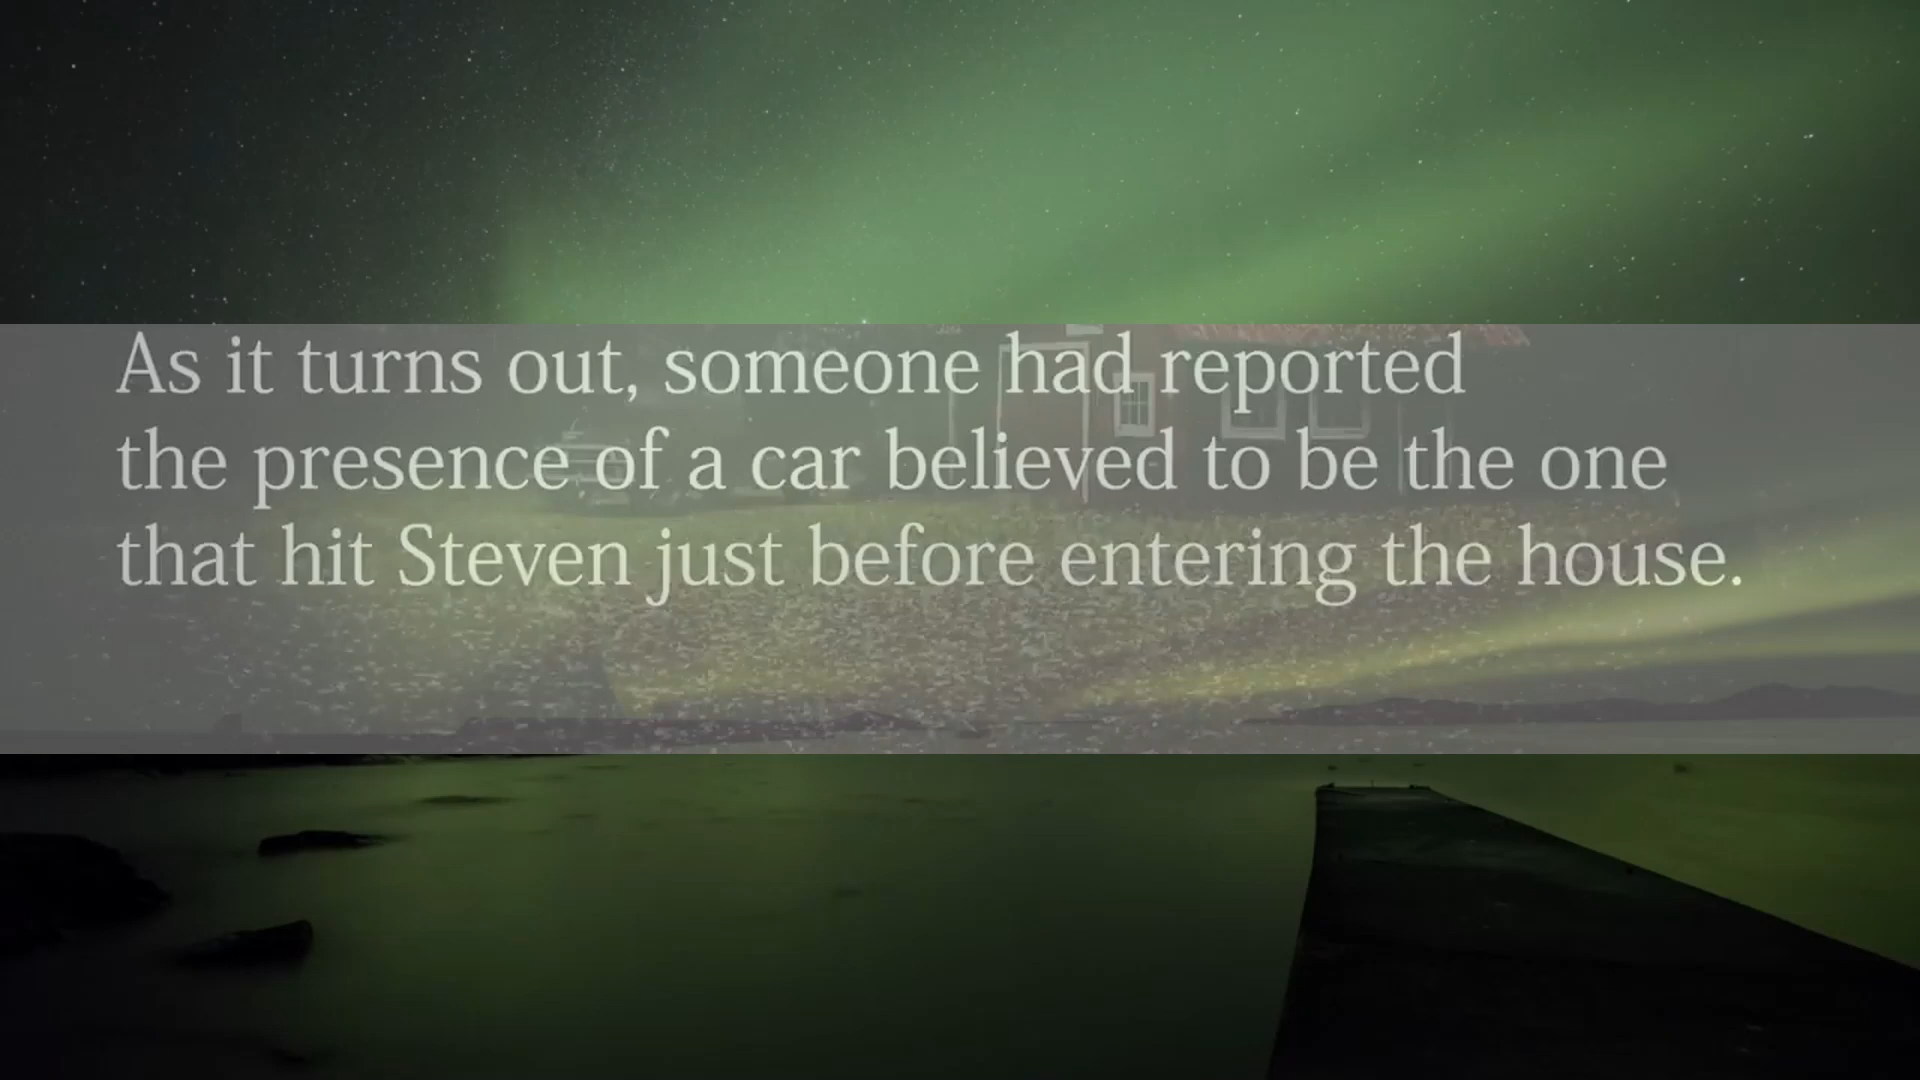 As it turns out, someone had reported
the presence of a car believed to be the one
that hit Steven just before entering the house.